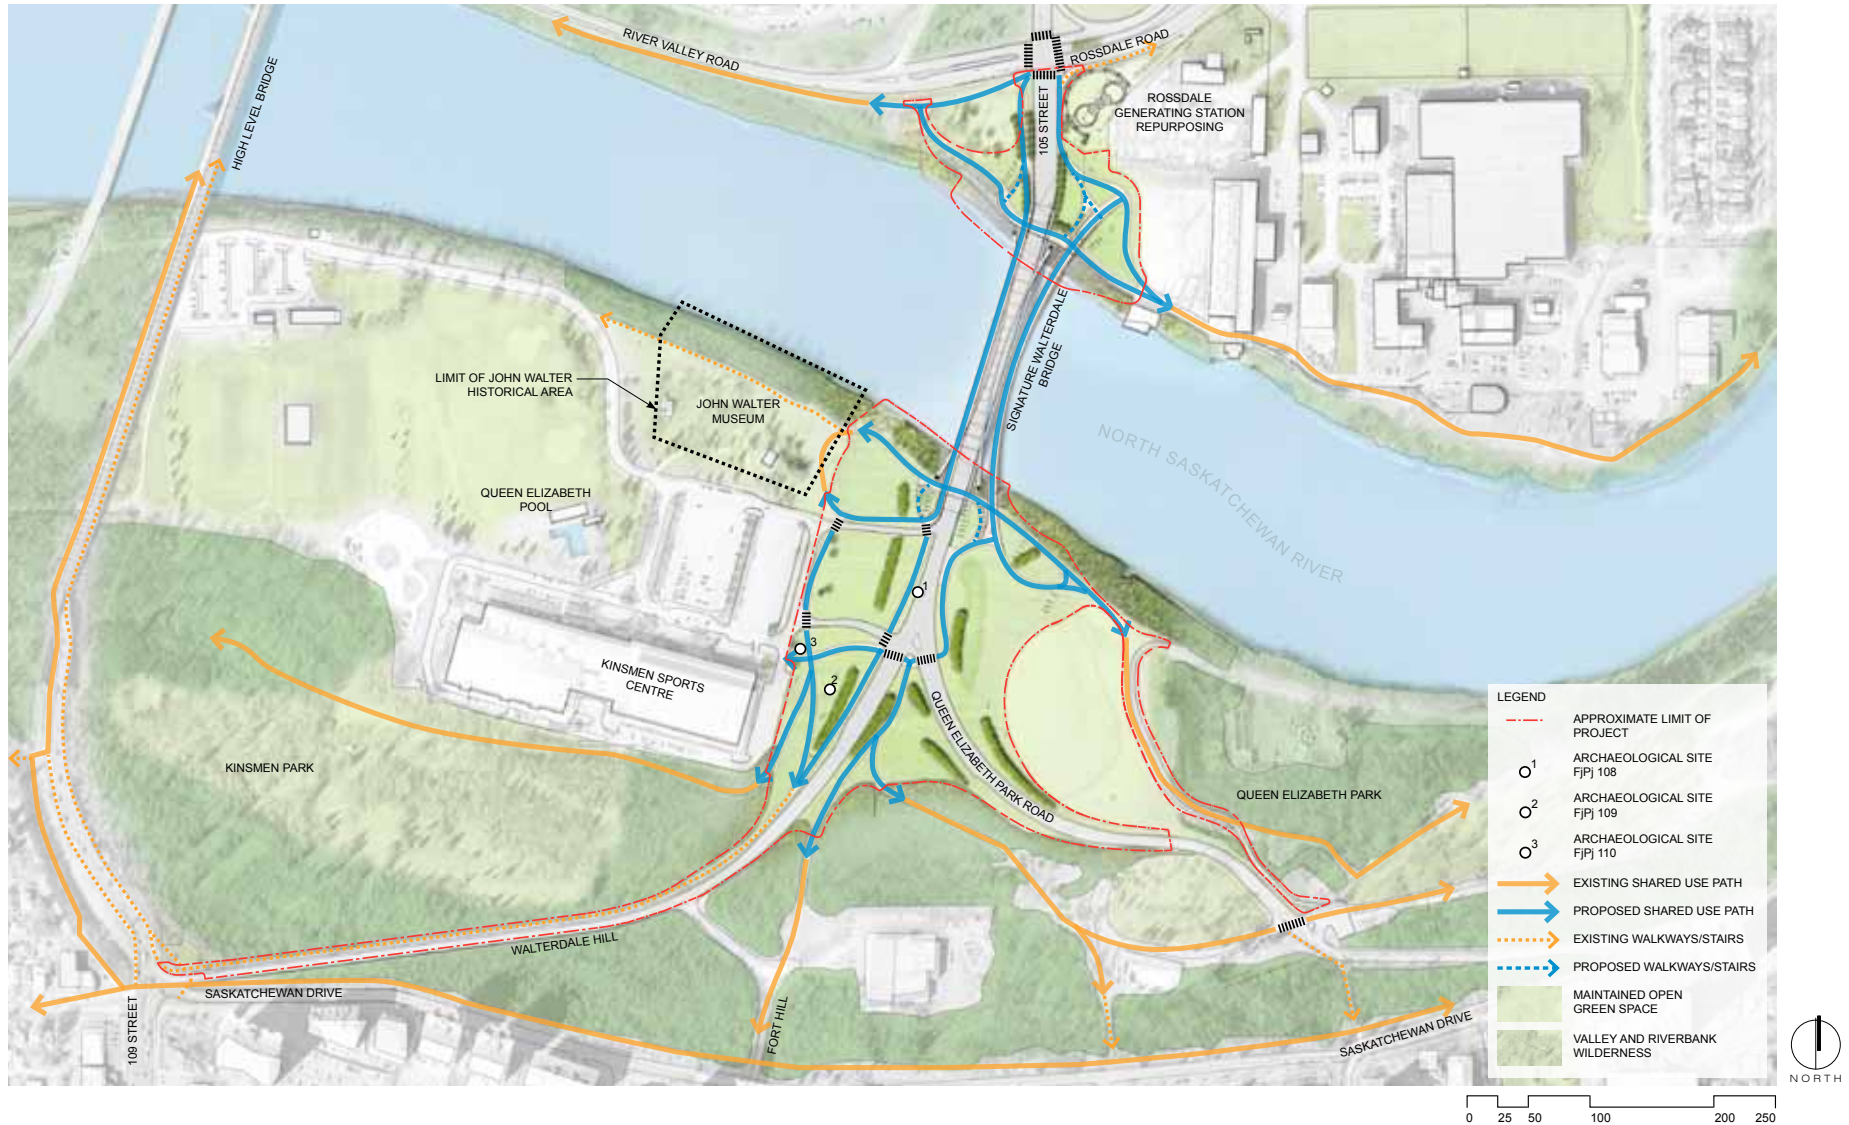 RIVER VALLEY ROAD
ROSSDALE ROAD
HIGH LEVEL BRIDGE
105 STREET
ROSSDALE
GENERATING STATION
REPURPOSING
SIGNATURE WALTERDALE
BRIDGE
LIMIT OF JOHN WALTER
HISTORICAL AREA
JOHN WALTER
MUSEUM
NORTH SASKATCHEWAN RIVER
QUEEN ELIZABETH
POOL
1
3
2
KINSMEN SPORTS
CENTRE
QUEEN ELIZABETH PARK ROAD
KINSMEN PARK
QUEEN ELIZABETH PARK
WALTERDALE HILL
SASKATCHEWAN DRIVE
109 STREET
FORT HILL
SASKATCHEWAN DRIVE
LEGEND
APPROXIMATE LIMIT OF
PROJECT
1
ARCHAEOLOGICAL SITE
FjPj 108
2
ARCHAEOLOGICAL SITE
FjPj 109
3
ARCHAEOLOGICAL SITE
FjPj 110
EXISTING SHARED USE PATH
PROPOSED SHARED USE PATH
EXISTING WALKWAYS/STAIRS
PROPOSED WALKWAYS/STAIRS
MAINTAINED OPEN
GREEN SPACE
VALLEY AND RIVERBANK
WILDERNESS
NORTH
0 25 50 100 200 250